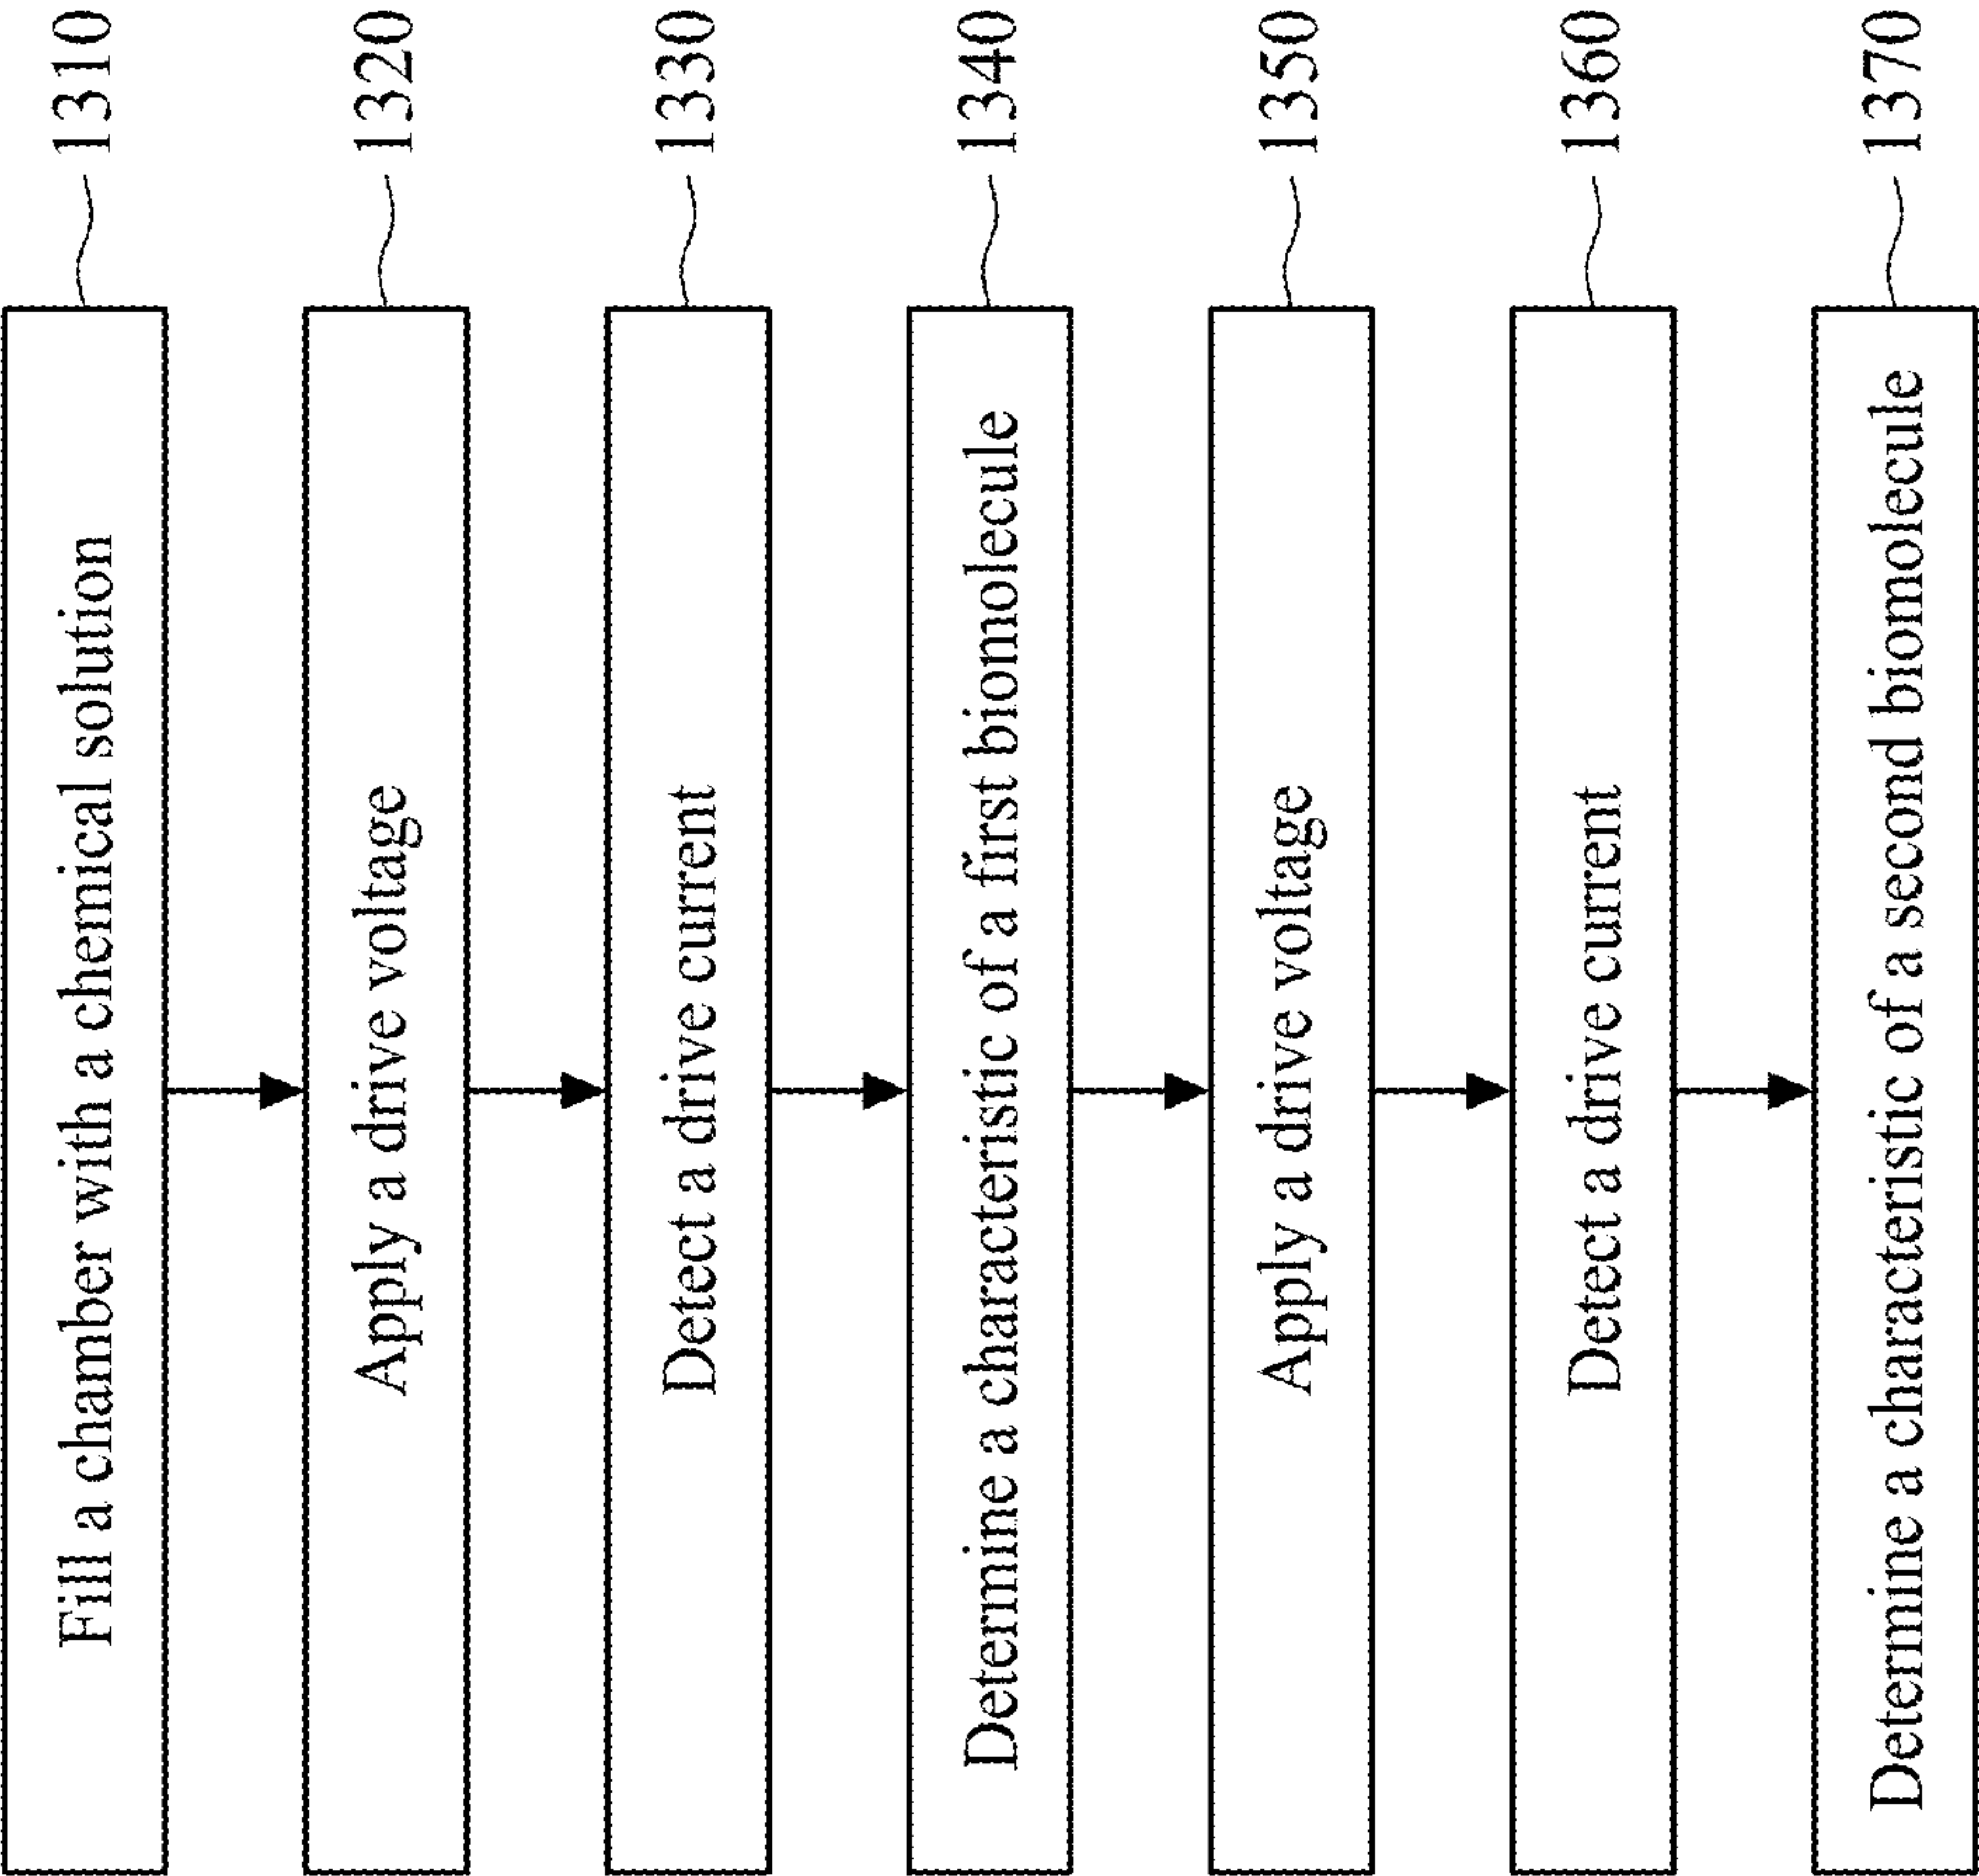 Fill a chamber with a chemical solution
1310
Apply a drive voltage
1320
Detect a drive current
1330
Determine a characteristic of a first biomolecule
1340
Apply a drive voltage
1350
Detect a drive current
1360
Determine a characteristic of a second biomolecule
1370